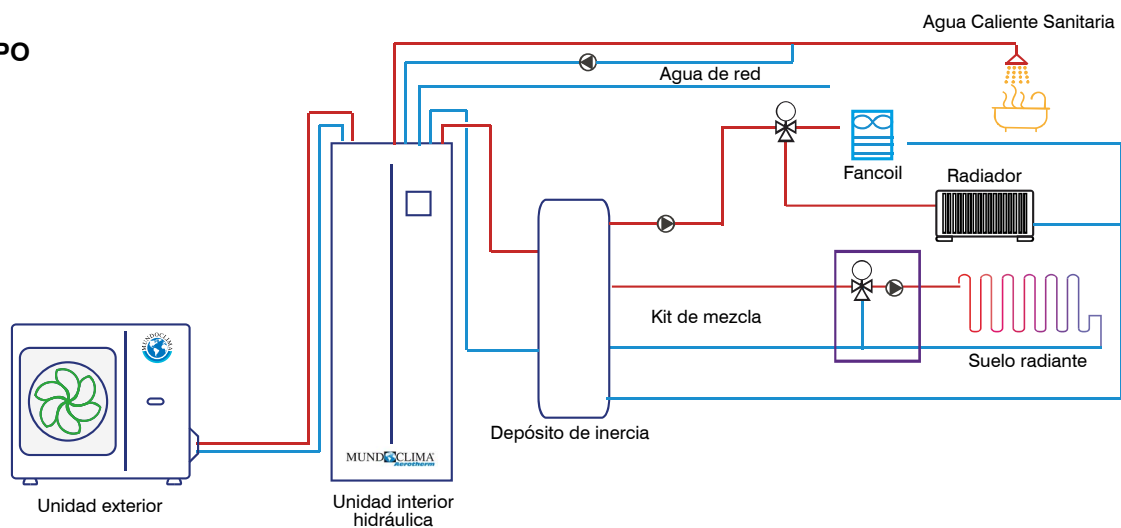 Agua Caliente Sanitaria
PO
Agua de red
Fancoil
Radiador
Kit de mezcla
Suelo radiante
MUNDOCLIMA
Depósito de inercia
MUNDOCLIMA
Aerotherm
Unidad exterior
Unidad interior
hidráulica